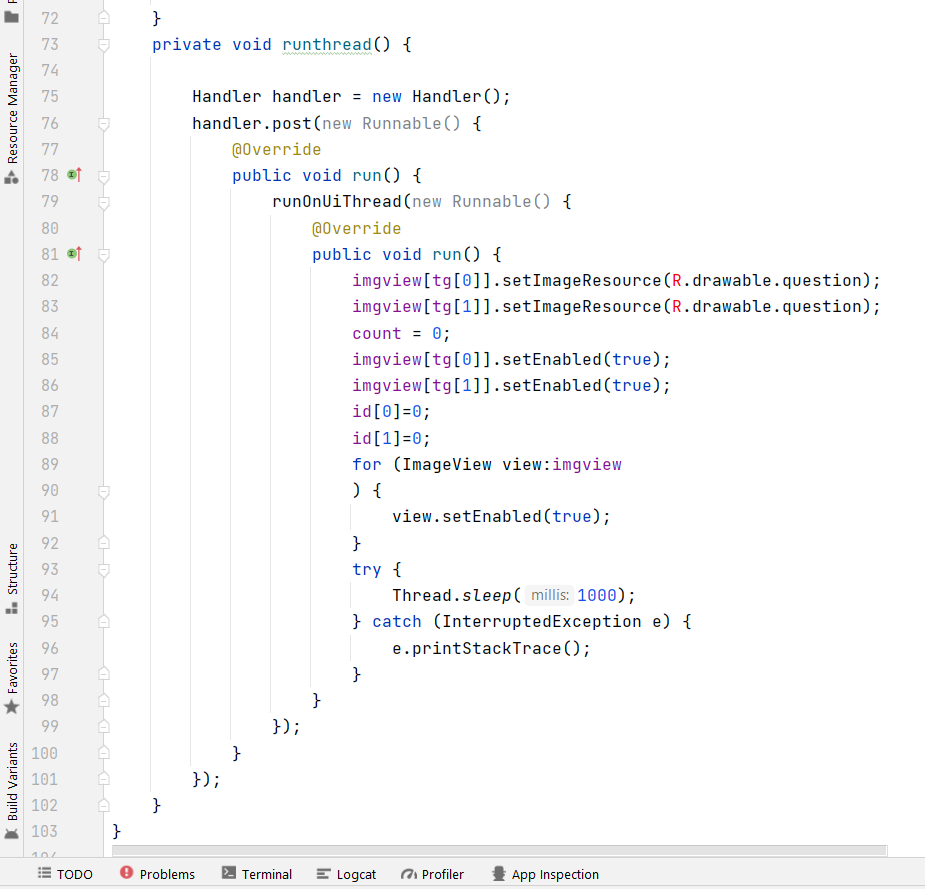 Resource Manager
Structure
Favorites
Build Variants
72 }
73 private void runthread() {
74
75 Handler handler = new Handler();
76 handler.post(new Runnable() {
77 @Override
78 public void run() {
79 runOnUiThread(new Runnable() {
80 @Override
81 public void run() {
82 imgview[tg[0]].setImageResource(R.drawable.question);
83 imgview[tg[1]].setImageResource(R.drawable.question);
84 count = 0;
85 imgview[tg[0]].setEnabled(true);
86 imgview[tg[1]].setEnabled(true);
87 id[0]=0;
88 id[1]=0;
89 for (ImageView view:imgview
90 ) {
91 view.setEnabled(true);
92 }
93 try {
94 Thread.sleep( millis: 1000);
95 } catch (InterruptedException e) {
96 e.printStackTrace();
97 }
98 }
99 });
100 }
101 });
102 }
103 }
TODO Problems Terminal Logcat Profiler App Inspection